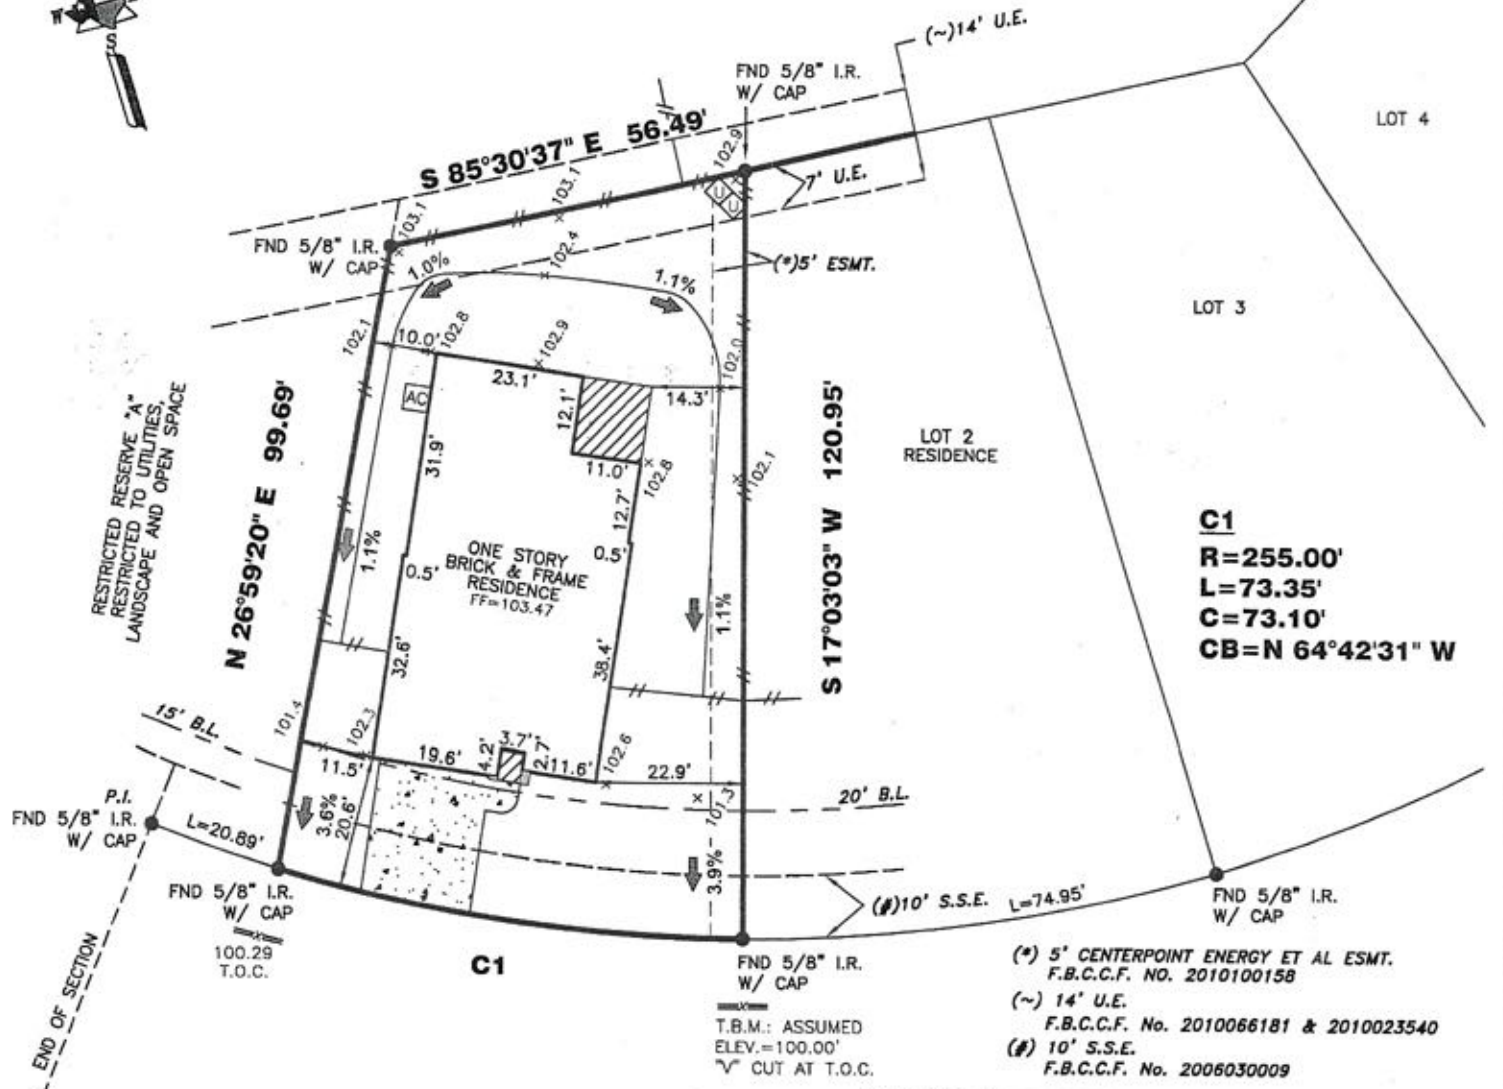 W
S
(~)14' U.E.
FND 5/8" I.R.
W/ CAP
LOT 4
S 85°30'37" E 56.49'
102.9
103.1
103.1
7' U.E.
U
U
FND 5/8" I.R.
W/ CAP
102.4
1.0%
1.1%
(*)5' ESMT.
LOT 3
102.1
10.0'
102.8
102.9
102.0
23.1'
12.1'
14.3'
AC
RESTRICTED RESERVE "A"
RESTRICTED TO UTILITIES,
LANDSCAPE AND OPEN SPACE
N 26°59'20" E 99.69'
31.9'
11.0'
102.8
102.1
S 17°03'03" W 120.95'
LOT 2
RESIDENCE
12.7'
1.1%
0.5'
0.5'
ONE STORY
BRICK & FRAME
RESIDENCE
FF=103.47
C1
R=255.00'
L=73.35'
C=73.10'
CB=N 64°42'31" W
1.1%
32.6'
38.4'
15' B.L.
101.4
102.3
3.7'
19.6'
4.2'
2.7'
11.6'
102.6
11.5'
22.9'
20' B.L.
101.3
P.I.
FND 5/8" I.R.
W/ CAP
L=20.89'
3.6%
20.6'
3.9%
FND 5/8" I.R.
W/ CAP
100.29
T.O.C.
(#)10' S.S.E.
L=74.95'
FND 5/8" I.R.
W/ CAP
END OF SECTION
C1
FND 5/8" I.R.
W/ CAP
T.B.M.: ASSUMED
ELEV.=100.00'
"V" CUT AT T.O.C.
(*) 5' CENTERPOINT ENERGY ET AL ESMT.
F.B.C.C.F. NO. 2010100158
(~) 14' U.E.
F.B.C.C.F. No. 2010066181 & 2010023540
(#) 10' S.S.E.
F.B.C.C.F. No. 2006030009